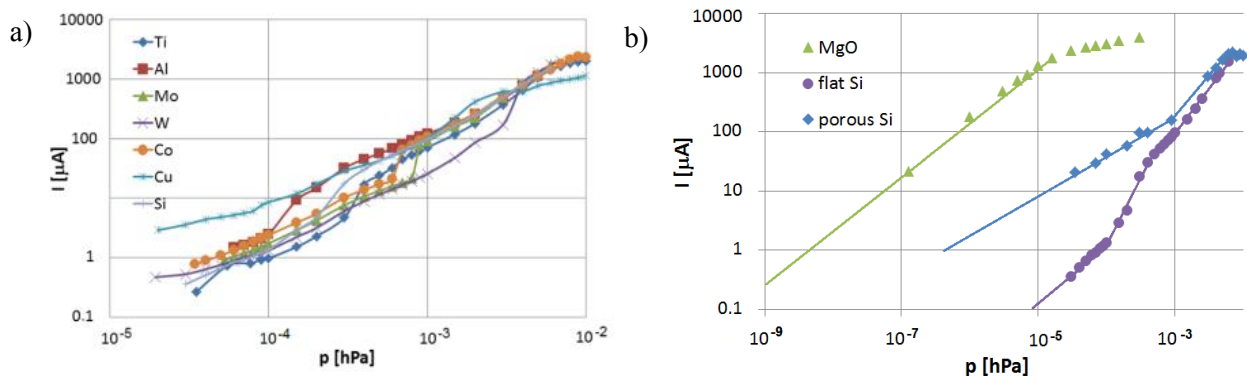 a)
I [µA]
10000
1000
100
1
0.1
Ti
Al
Mo
W
Co
Cu
Si
10-5
10-4
10-3
10-2
p [hPa]
b)
I [µA]
10000
1000
100
10
1
0.1
MgO
flat Si
porous Si
10-9
10-7
10-5
10-3
p [hPa]